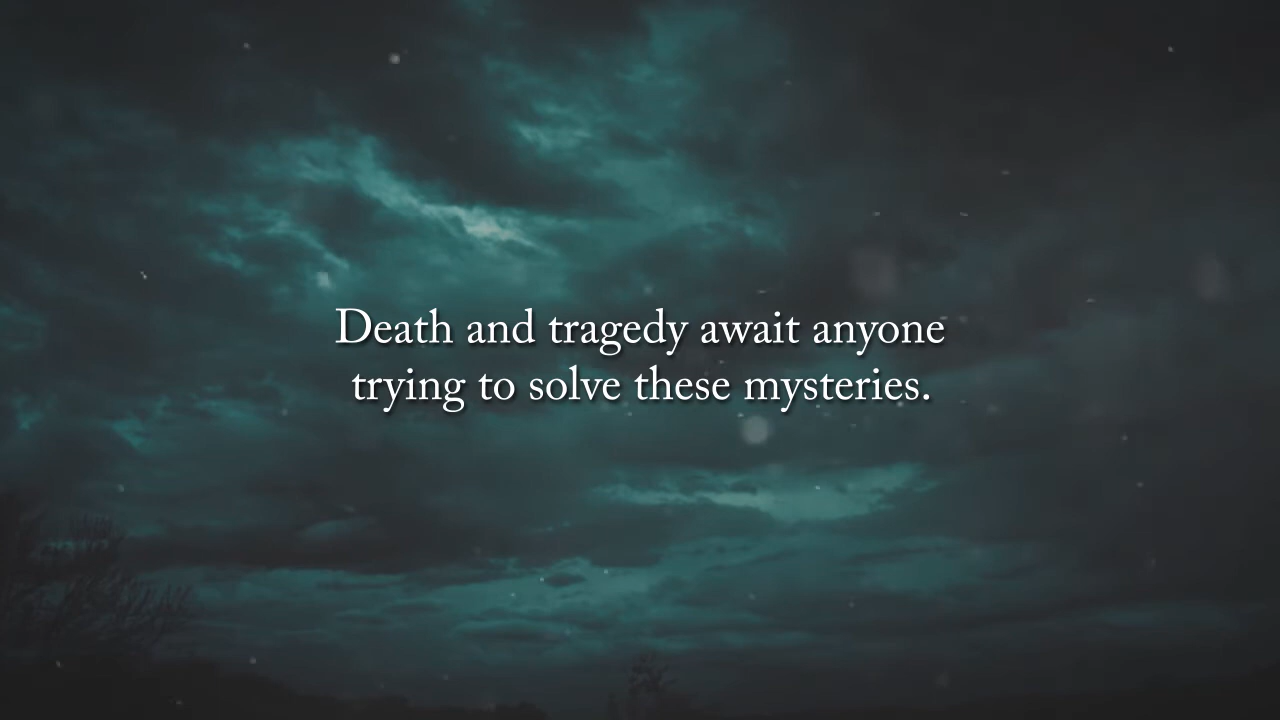 Death and tragedy await anyone
trying to solve these mysteries.